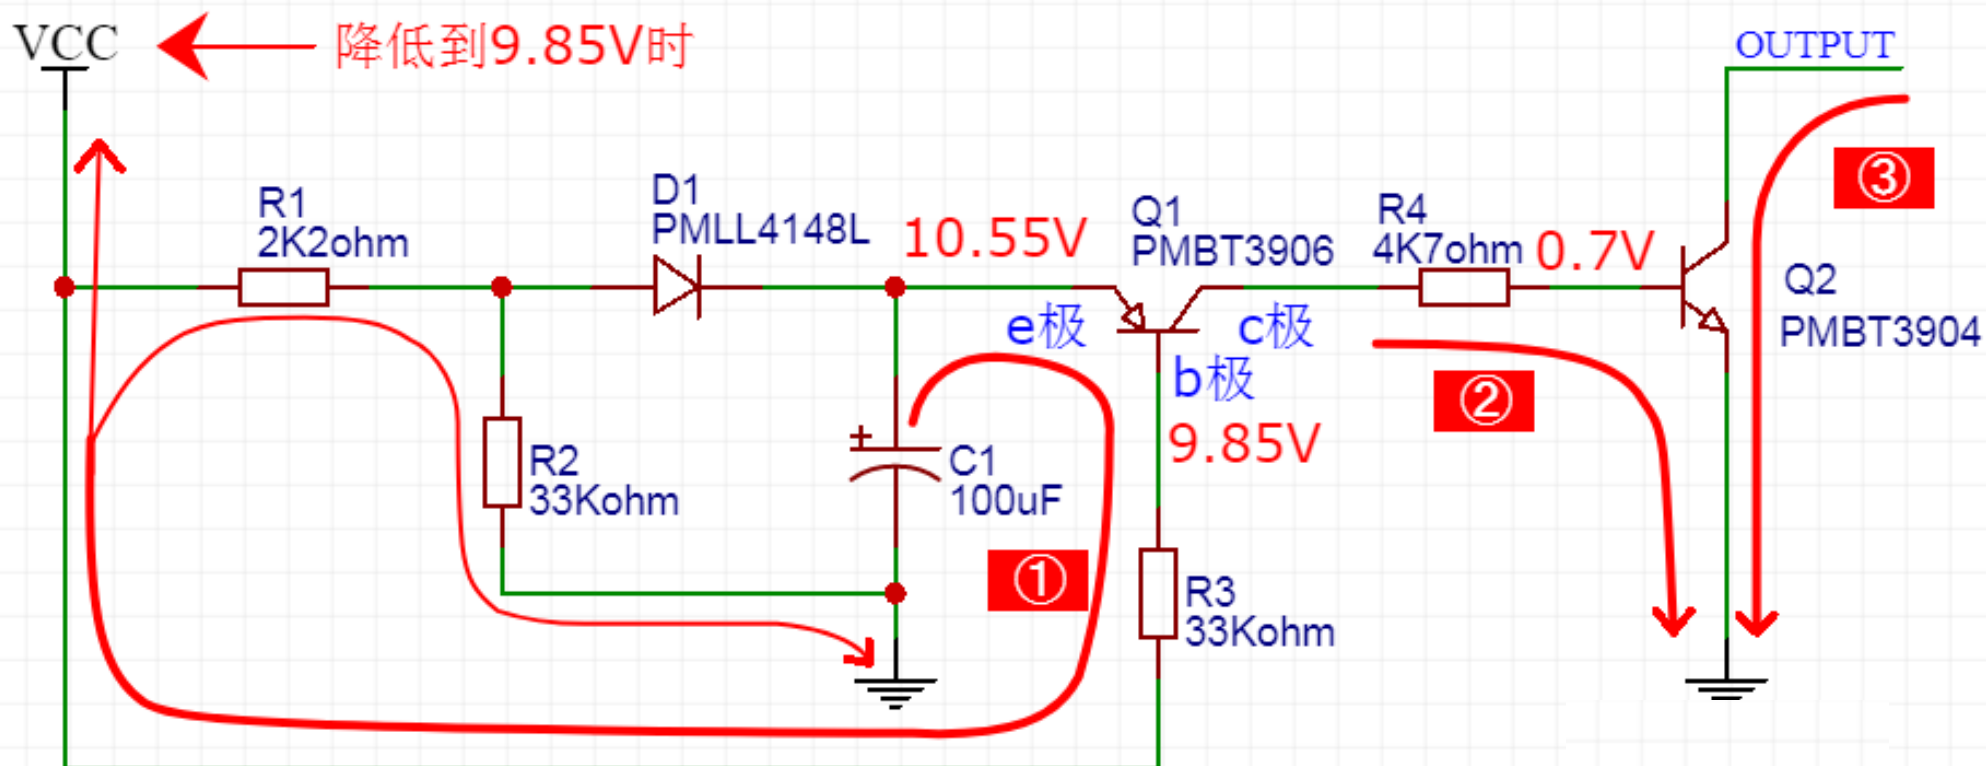 VCC
降低到9.85V时
OUTPUT
③
R1
2K2ohm
D1
PMLL4148L
10.55V
Q1
PMBT3906
R4
4K7ohm
0.7V
Q2
PMBT3904
e极
c极
b极
9.85V
②
+
R2
33Kohm
C1
100uF
①
R3
33Kohm